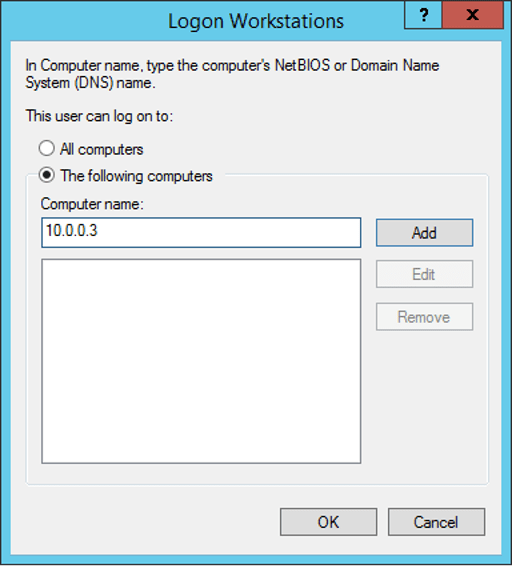 Logon Workstations
?
x
In Computer name, type the computer's NetBIOS or Domain Name
System (DNS) name.
This user can log on to:
All computers
The following computers
Computer name:
10.0.0.3
Add
Edit
Remove
OK
Cancel